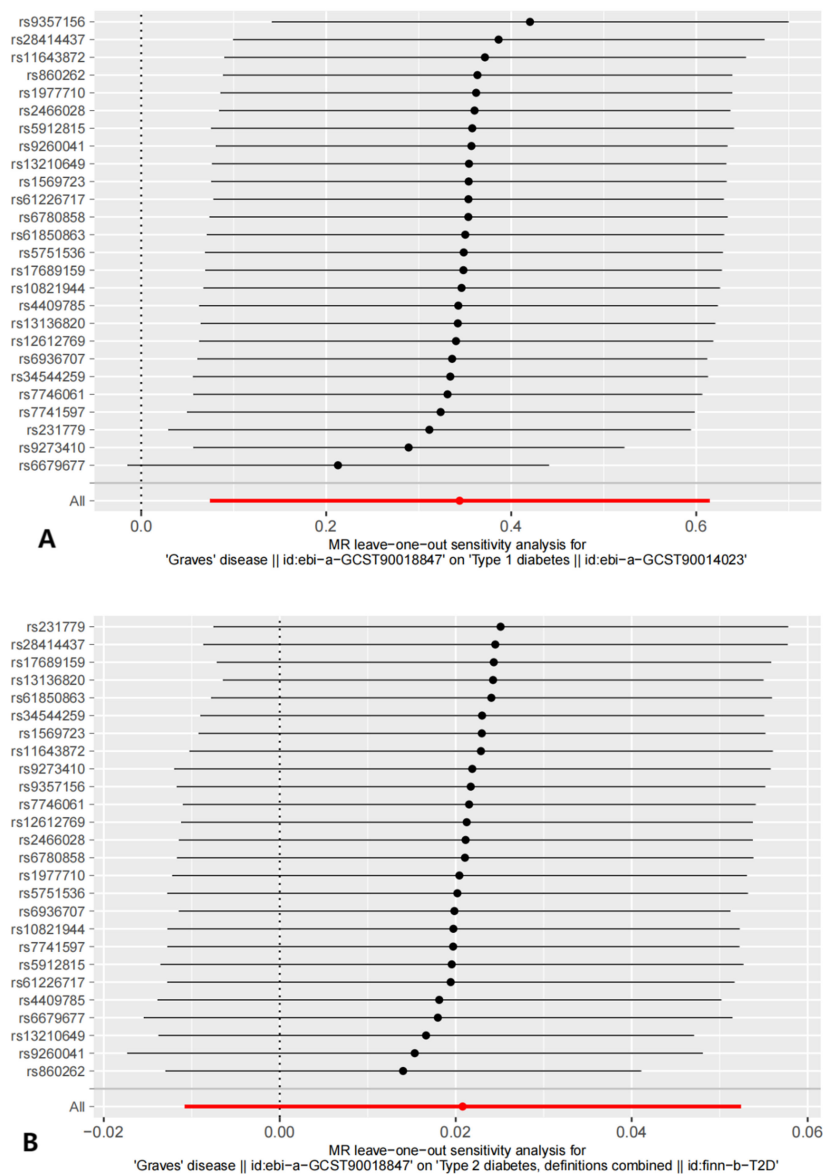 rs9357156
rs28414437
rs11643872
rs860262
rs1977710
rs2466028
rs5912815
rs9260041
rs13210649
rs1569723
rs61226717
rs6780858
rs61850863
rs5751536
rs17689159
rs10821944
rs4409785
rs13136820
rs12612769
rs6936707
rs34544259
rs7746061
rs7741597
rs231779
rs9273410
rs6679677
All
0.0 0.2 0.4 0.6
A
MR leave−one−out sensitivity analysis for
'Graves' disease || id:ebi−a−GCST90018847' on 'Type 1 diabetes || id:ebi−a−GCST90014023'
rs231779
rs28414437
rs17689159
rs13136820
rs61850863
rs34544259
rs1569723
rs11643872
rs9273410
rs9357156
rs7746061
rs12612769
rs2466028
rs6780858
rs1977710
rs5751536
rs6936707
rs10821944
rs7741597
rs5912815
rs61226717
rs4409785
rs6679677
rs13210649
rs9260041
rs860262
All
−0.02 0.00 0.02 0.04 0.06
B
MR leave−one−out sensitivity analysis for
'Graves' disease || id:ebi−a−GCST90018847' on 'Type 2 diabetes, definitions combined || id:finn−b−T2D'